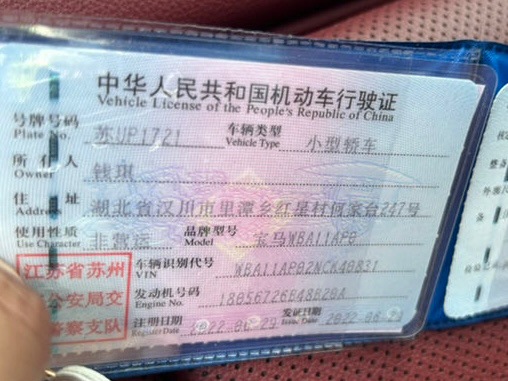 中华人民共和国机动车行驶证
Vehicle License of the People's Republic of China
号牌号码 苏UP1721 车辆类型 小型轿车
Plate No. Vehicle Type
所有人 钱琪
Owner
住址 湖北省汉川市里潭乡红星村何家台247号
Address
使用性质 非营运 品牌型号 宝马WBA11AP0
Use Character Model
江苏省苏州
公安局交
警察支队
车辆识别代号 WBA11AP02NCK40831
VIN
发动机号码
Engine No.
注册日期 2022-06-29 发证日期 2022-06-29
Register Date Issue Date